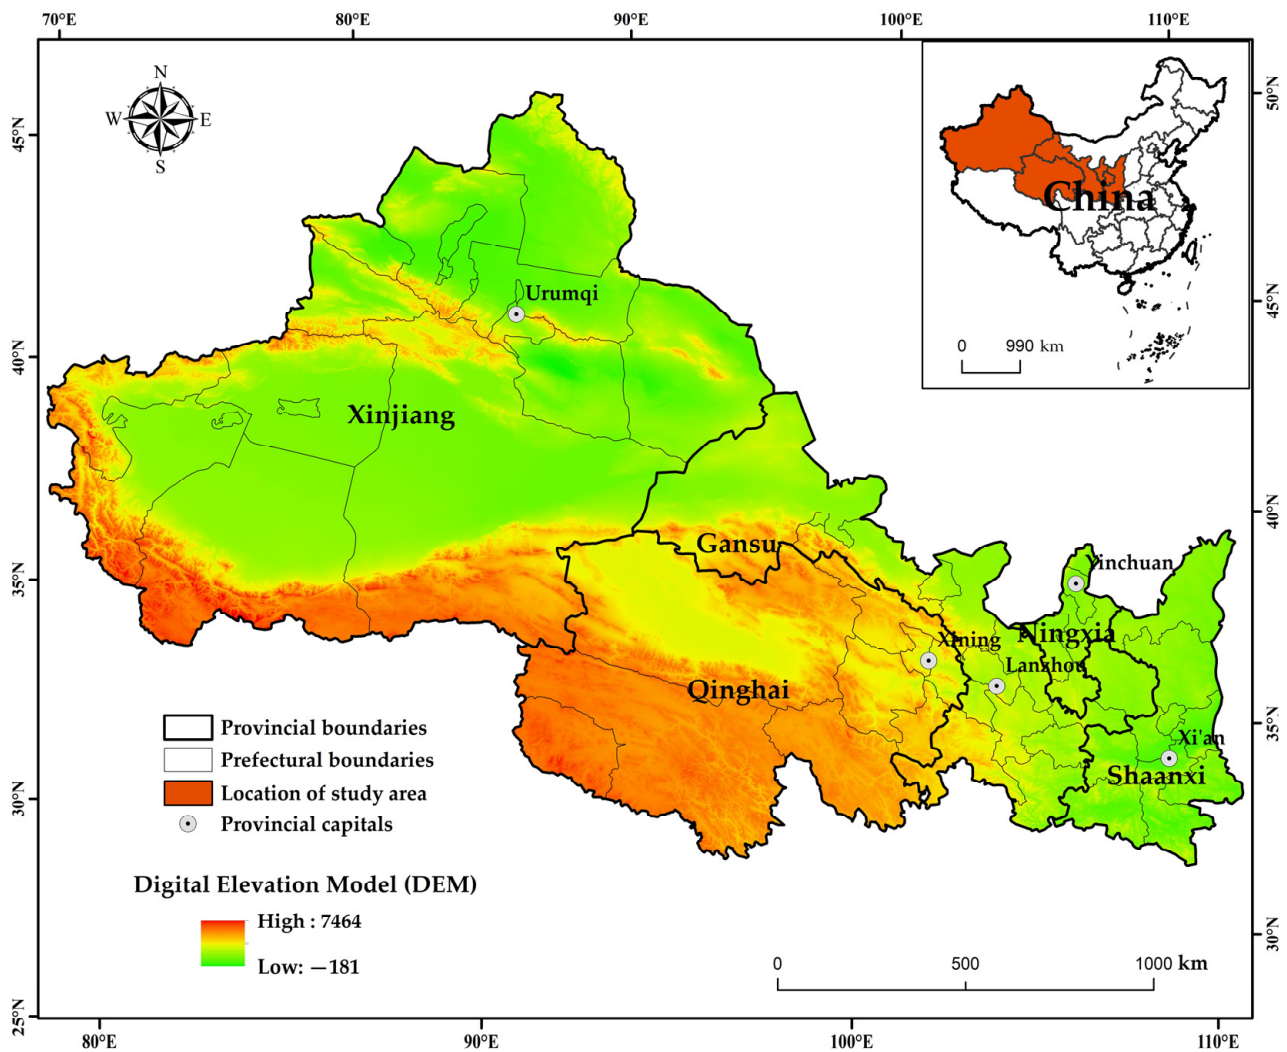 70°E 80°E 90°E 100°E 110°E
N
W E
S
50°N
45°N
45°N
40°N
40°N
35°N
35°N
30°N
30°N
25°N
China
0 990 km
Urumqi
Xinjiang
Gansu
Yinchuan
Ningxia
Xining
Lanzhou
Qinghai
Xi'an
Shaanxi
Provincial boundaries
Prefectural boundaries
Location of study area
Provincial capitals
Digital Elevation Model (DEM)
High : 7464
Low: —181
0 500 1000 km
80°E 90°E 100°E 110°E